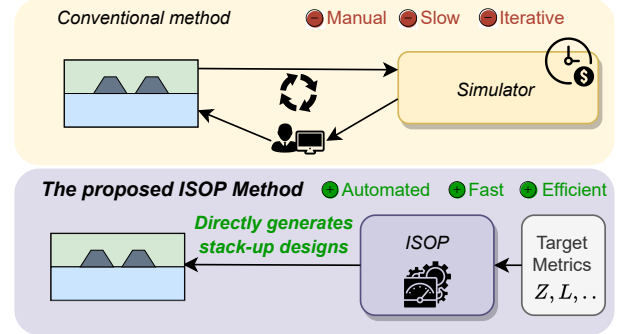 Conventional method
Manual
Slow
Iterative
Simulator
$
The proposed ISOP Method
Automated
Fast
Efficient
Directly generates
stack-up designs
ISOP
Target
Metrics
Z, L, . .